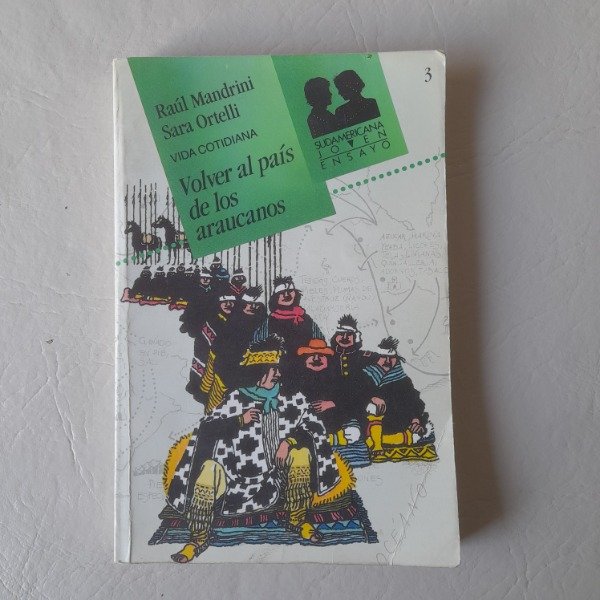 Raúl Mandrini
Sara Ortelli
VIDA COTIDIANA
Volver al país
de los
araucanos
SUDAMERICANA
JOVEN
ENSAYO
3